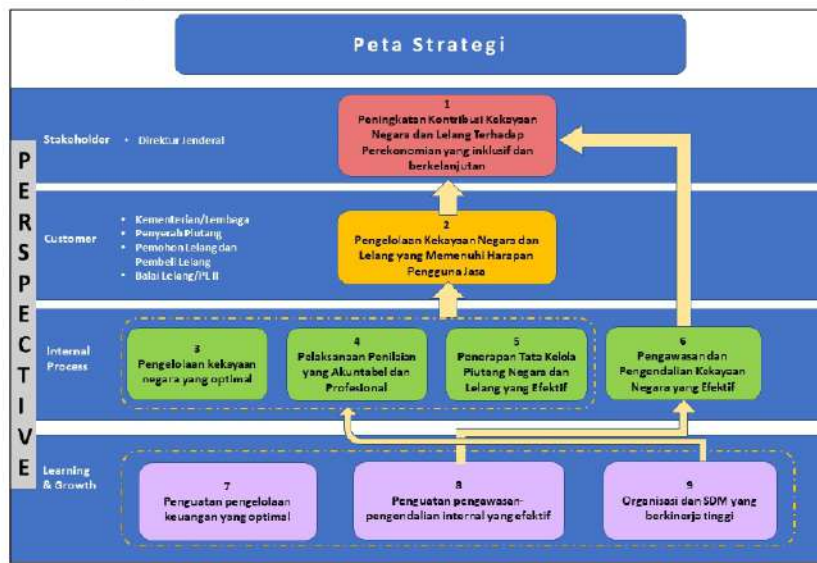 Peta Strategi
PERSPECTIVE
Stakeholder
• Direktur Jenderal
1
Peningkatan Kontribusi Kekayaan
Negara dan Lelang Terhadap
Perekonomian yang inklusif dan
berkelanjutan
Customer
• Kementerian/Lembaga
• Penyerah Piutang
• Pemohon Lelang dan
Pembeli Lelang
• Balai Lelang/PL II
2
Pengelolaan Kekayaan Negara dan
Lelang yang Memenuhi Harapan
Pengguna Jasa
Internal
Process
3
Pengelolaan kekayaan
negara yang optimal
4
Pelaksanaan Penilaian
yang Akuntabel dan
Profesional
5
Penerapan Tata Kelola
Piutang Negara dan
Lelang yang Efektif
6
Pengawasan dan
Pengendalian Kekayaan
Negara yang Efektif
Learning
& Growth
7
Penguatan pengelolaan
keuangan yang optimal
8
Penguatan pengawasan-
pengendalian internal yang efektif
9
Organisasi dan SDM yang
berkinerja tinggi